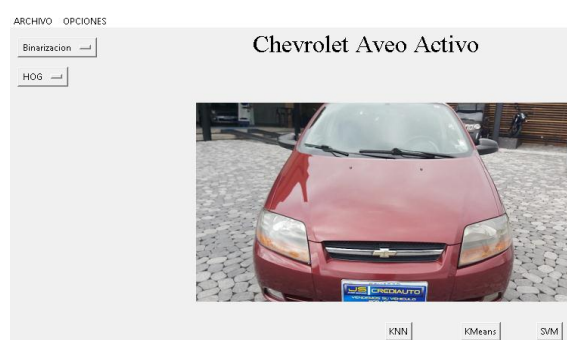 ARCHIVO OPCIONES
Binarizacion
Chevrolet Aveo Activo
HOG
CREDIAUTO
KNN KMeans SVM